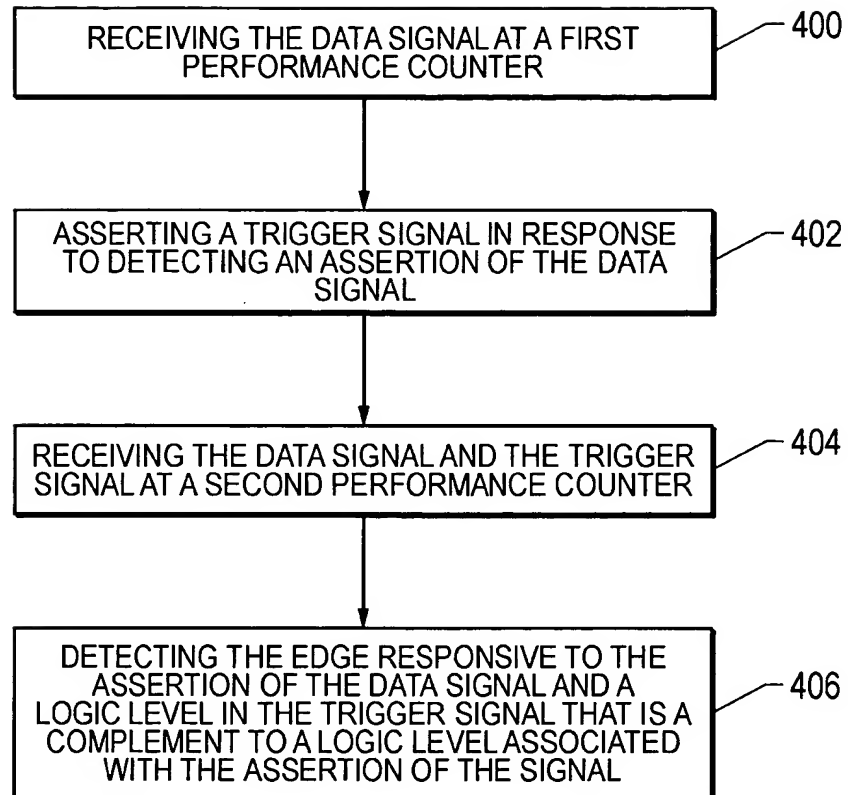 RECEIVING THE DATA SIGNAL AT A FIRST
PERFORMANCE COUNTER
400
ASSERTING A TRIGGER SIGNAL IN RESPONSE
TO DETECTING AN ASSERTION OF THE DATA
SIGNAL
402
RECEIVING THE DATA SIGNAL AND THE TRIGGER
SIGNAL AT A SECOND PERFORMANCE COUNTER
404
DETECTING THE EDGE RESPONSIVE TO THE
ASSERTION OF THE DATA SIGNAL AND A
LOGIC LEVEL IN THE TRIGGER SIGNAL THAT IS A
COMPLEMENT TO A LOGIC LEVEL ASSOCIATED
WITH THE ASSERTION OF THE SIGNAL
406